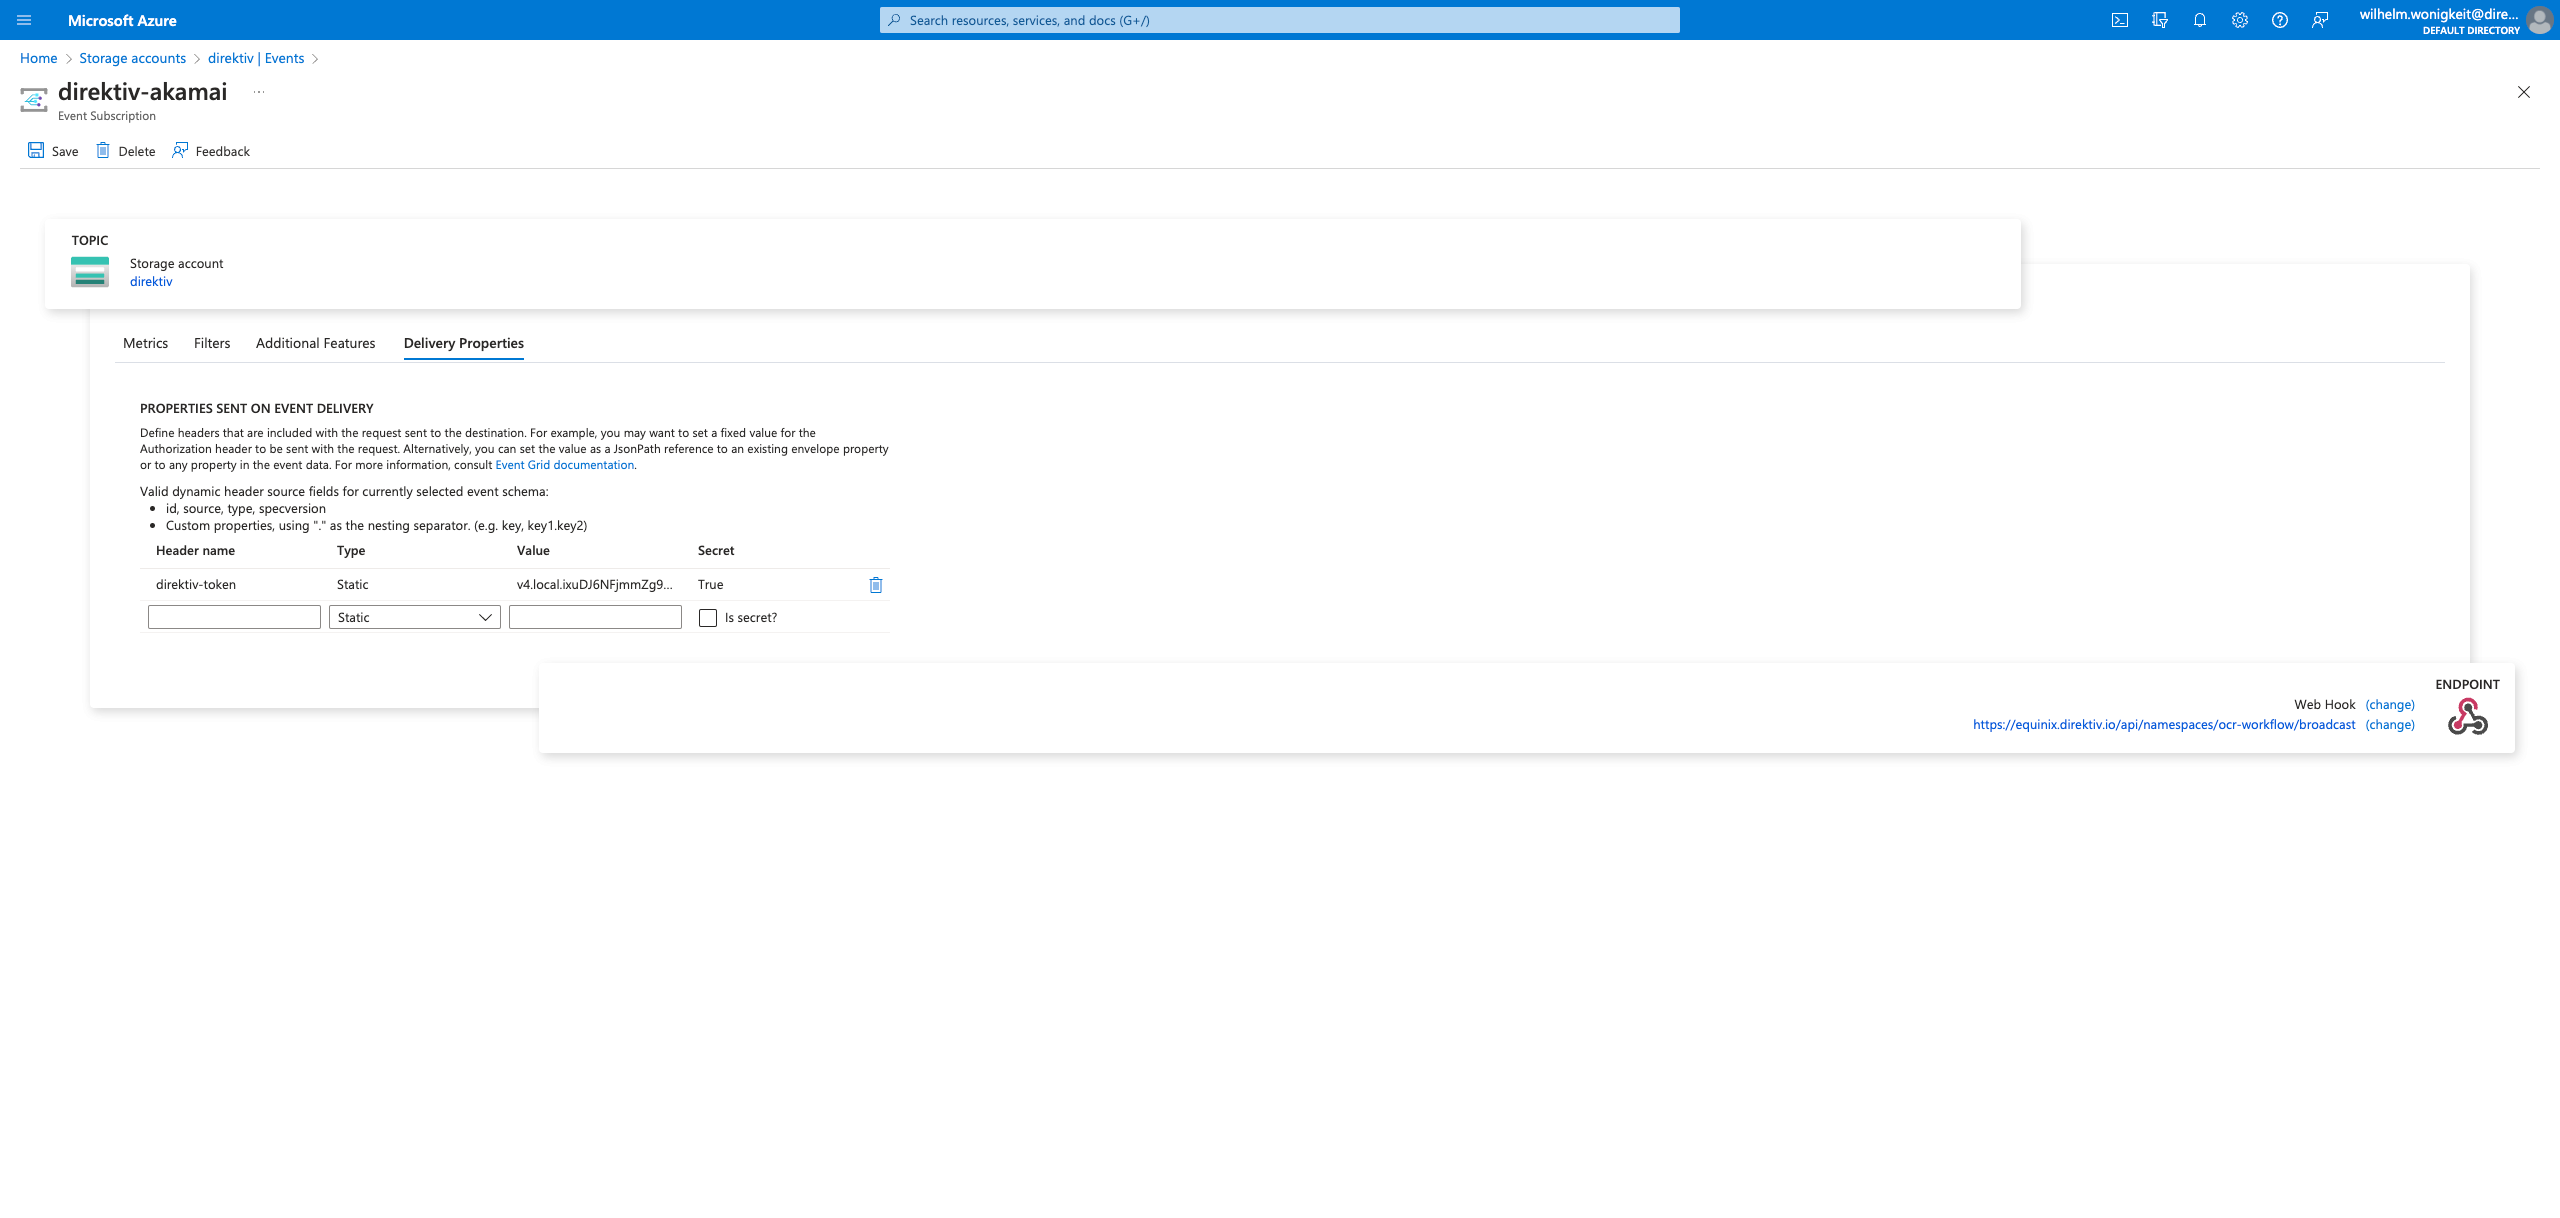 Microsoft Azure
Search resources, services, and docs (G+/)
wilhelm.wonigkeit@dire...
DEFAULT DIRECTORY
Home > Storage accounts > direktiv | Events >
direktiv-akamai ...
Event Subscription
Save Delete Feedback
TOPIC
Storage account
direktiv
Metrics Filters Additional Features Delivery Properties
PROPERTIES SENT ON EVENT DELIVERY
Define headers that are included with the request sent to the destination. For example, you may want to set a fixed value for the
Authorization header to be sent with the request. Alternatively, you can set the value as a JsonPath reference to an existing envelope property
or to any property in the event data. For more information, consult Event Grid documentation.
Valid dynamic header source fields for currently selected event schema:
• id, source, type, specversion
• Custom properties, using "." as the nesting separator. (e.g. key, key1.key2)
Header name Type Value Secret
direktiv-token Static v4.local.ixuDJ6NFjmmZg9... True
Static Is secret?
ENDPOINT
Web Hook (change)
https://equinix.direktiv.io/api/namespaces/ocr-workflow/broadcast (change)